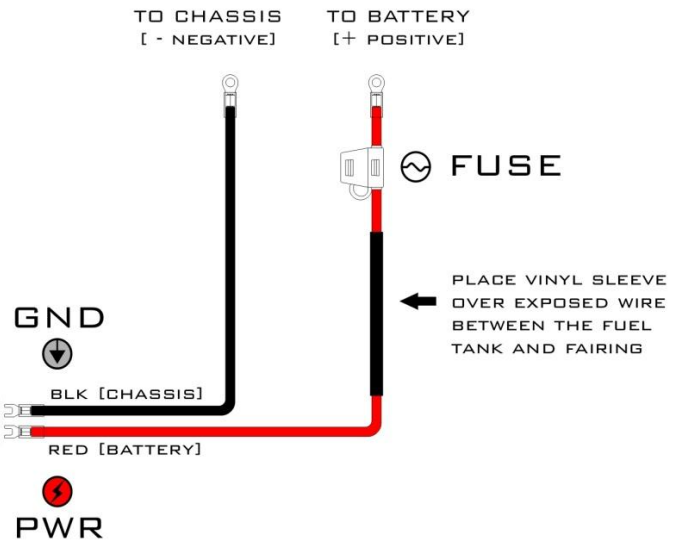 TO CHASSIS
[ - NEGATIVE]
TO BATTERY
[+ POSITIVE]
FUSE
PLACE VINYL SLEEVE
OVER EXPOSED WIRE
BETWEEN THE FUEL
TANK AND FAIRING
GND
BLK [CHASSIS]
RED [BATTERY]
PWR